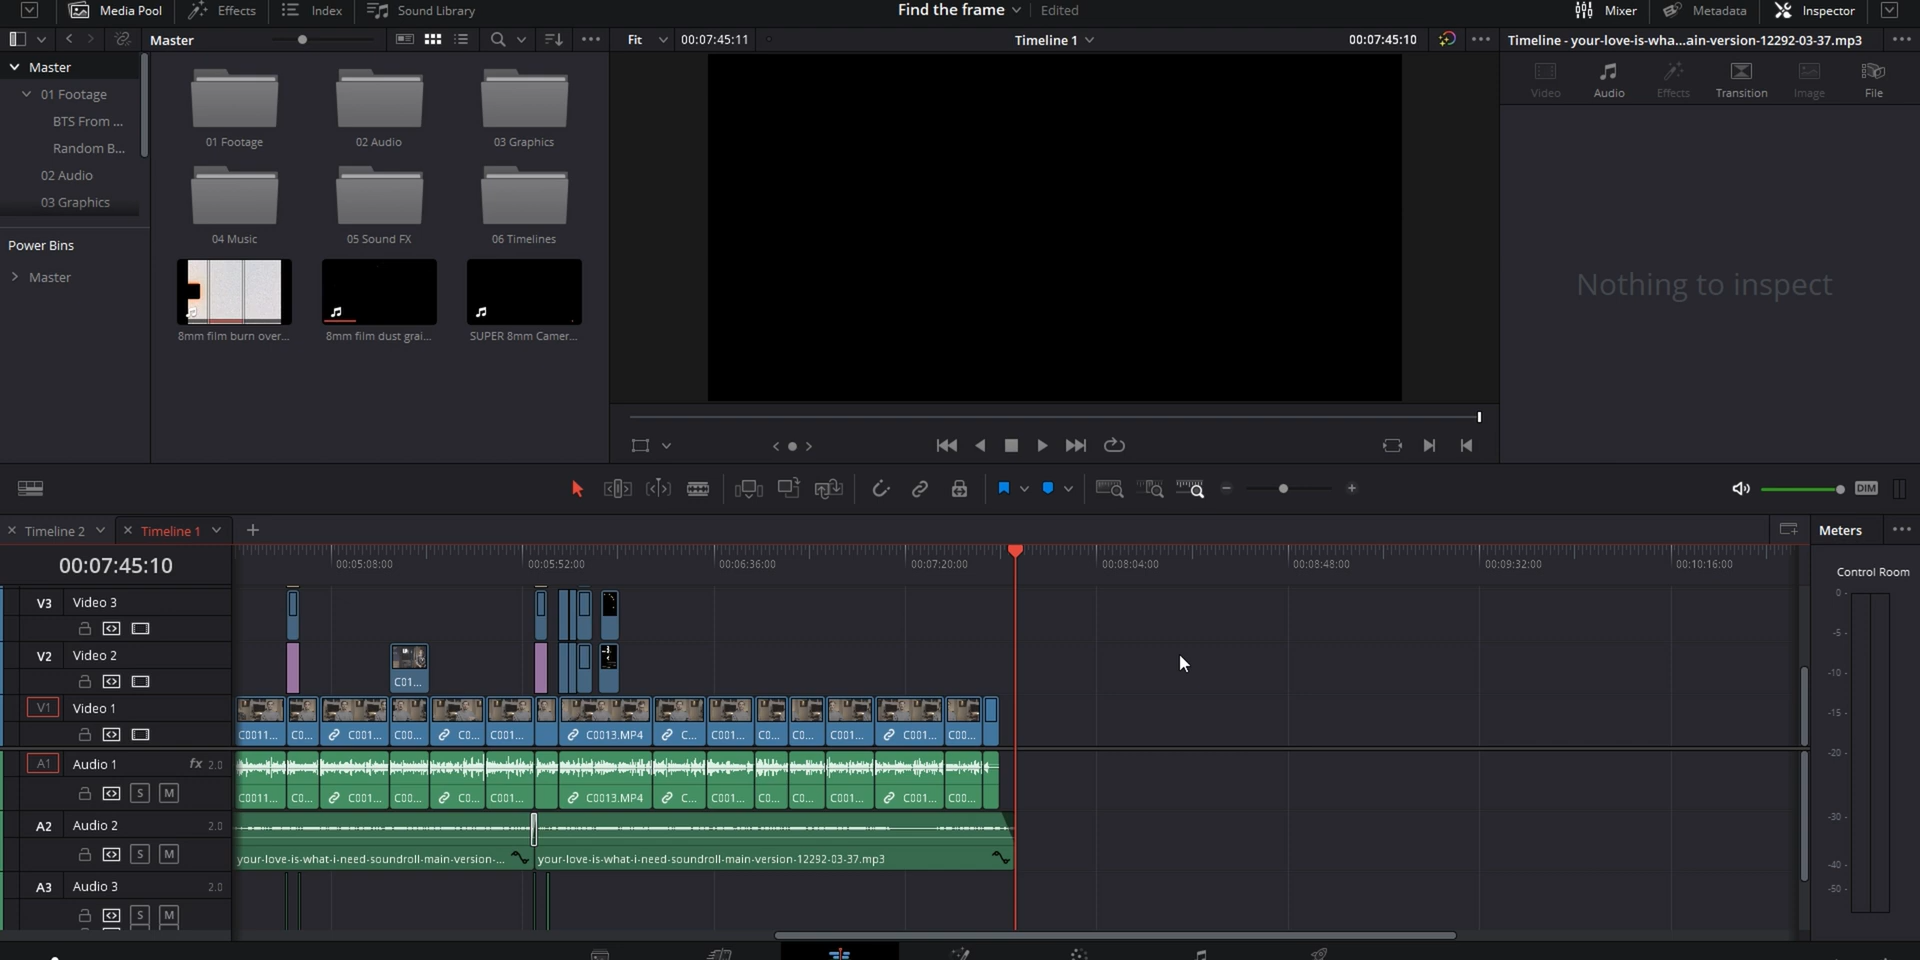 Media Pool Effects Index Sound Library Find the frame Edited Mixer Metadata Inspector
Master Fit 00:07:45:11 Timeline 1 00:07:45:10 Timeline - your-love-is-wha...ain-version-12292-03-37.mp3
Master
01 Footage
BTS From ...
Random B...
02 Audio
03 Graphics
Power Bins
Master
01 Footage 02 Audio 03 Graphics
04 Music 05 Sound FX 06 Timelines
8mm film burn over... 8mm film dust grai... SUPER 8mm Camer...
Video Audio Effects Transition Image File
Nothing to inspect
DIM
Timeline 2 Timeline 1 Meters
00:07:45:10
00:05:08:00 00:05:52:00 00:06:36:00 00:07:20:00 00:08:04:00 00:08:48:00 00:09:32:00 00:10:16:00
Control Room
0 -
-5 -
-10 -
-15 -
-20 -
-30 -
-40 -
-50 -
V3 Video 3
V2 Video 2
C01...
V1 Video 1
C0011... C0... C001... C00... C0... C001... C0013.MP4 C... C001... C0... C0... C001... C001... C00...
A1 Audio 1 fx 2.0
S M
C0011... C0... C001... C00... C0... C001... C0013.MP4 C... C001... C0... C0... C001... C001... C00...
A2 Audio 2 2.0
S M
your-love-is-what-i-need-soundroll-main-version-... your-love-is-what-i-need-soundroll-main-version-12292-03-37.mp3
A3 Audio 3 2.0
S M